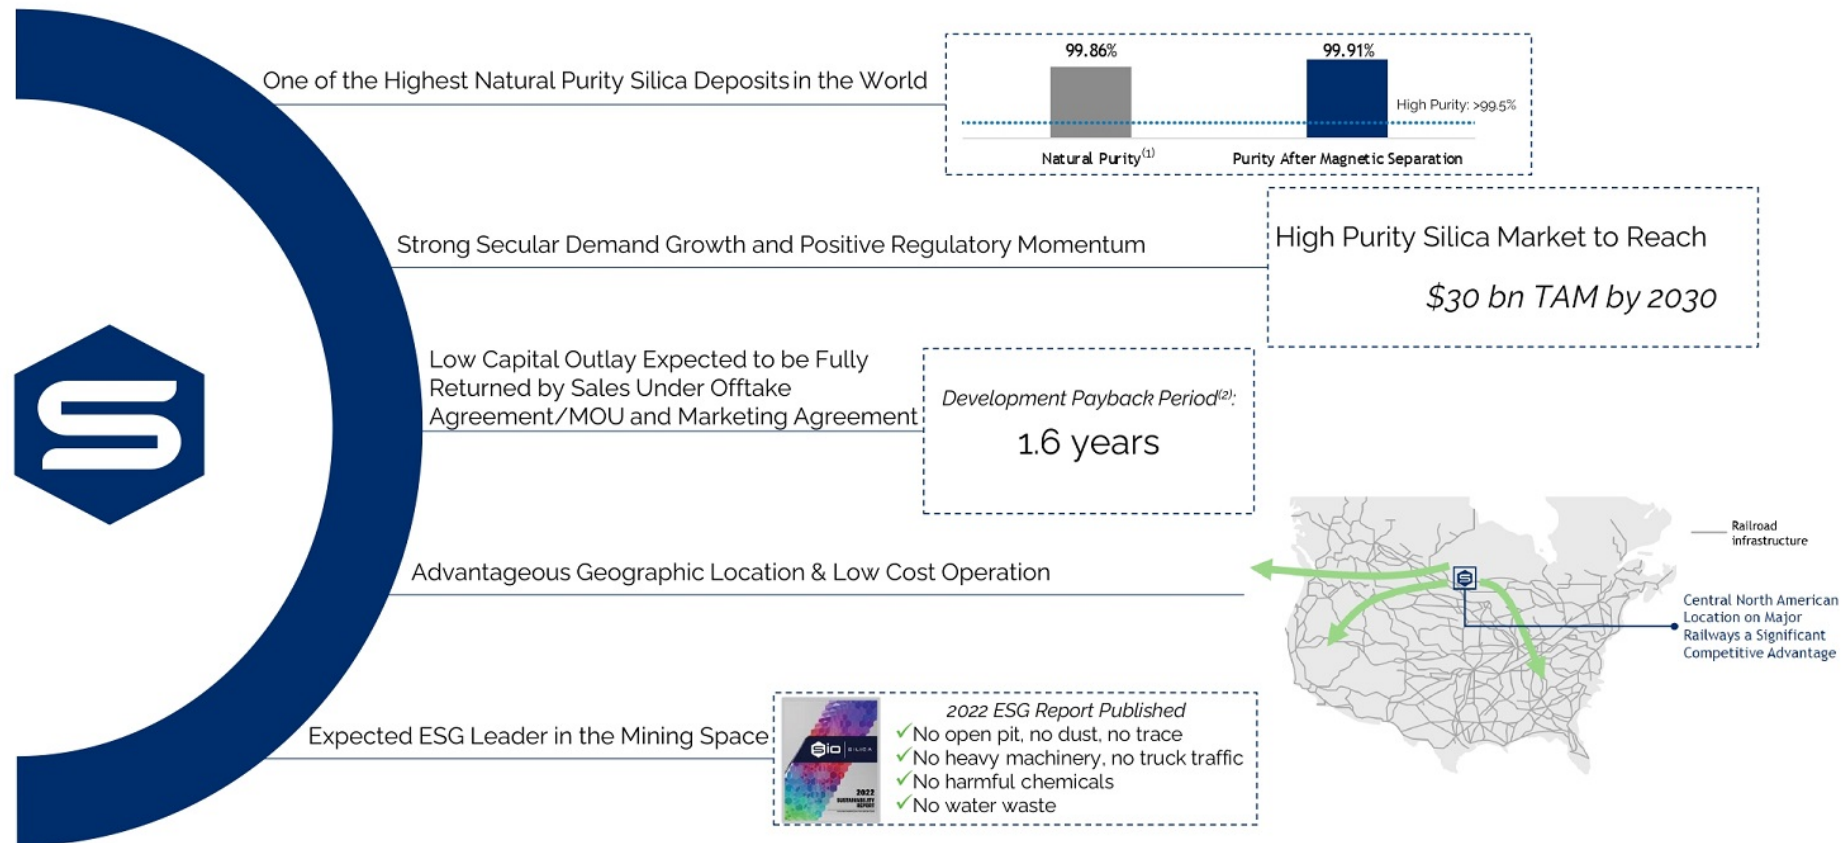 One of the Highest Natural Purity Silica Deposits in the World
99.86%
99.91%
High Purity: >99.5%
Natural Purity(1)
Purity After Magnetic Separation
Strong Secular Demand Growth and Positive Regulatory Momentum
High Purity Silica Market to Reach
$30 bn TAM by 2030
Low Capital Outlay Expected to be Fully
Returned by Sales Under Offtake
Agreement/MOU and Marketing Agreement
Development Payback Period(2):
1.6 years
Advantageous Geographic Location & Low Cost Operation
Railroad
infrastructure
Central North American
Location on Major
Railways a Significant
Competitive Advantage
Expected ESG Leader in the Mining Space
Sio SILICA
2022
SUSTAINABILITY
REPORT
2022 ESG Report Published
✓No open pit, no dust, no trace
✓No heavy machinery, no truck traffic
✓No harmful chemicals
✓No water waste